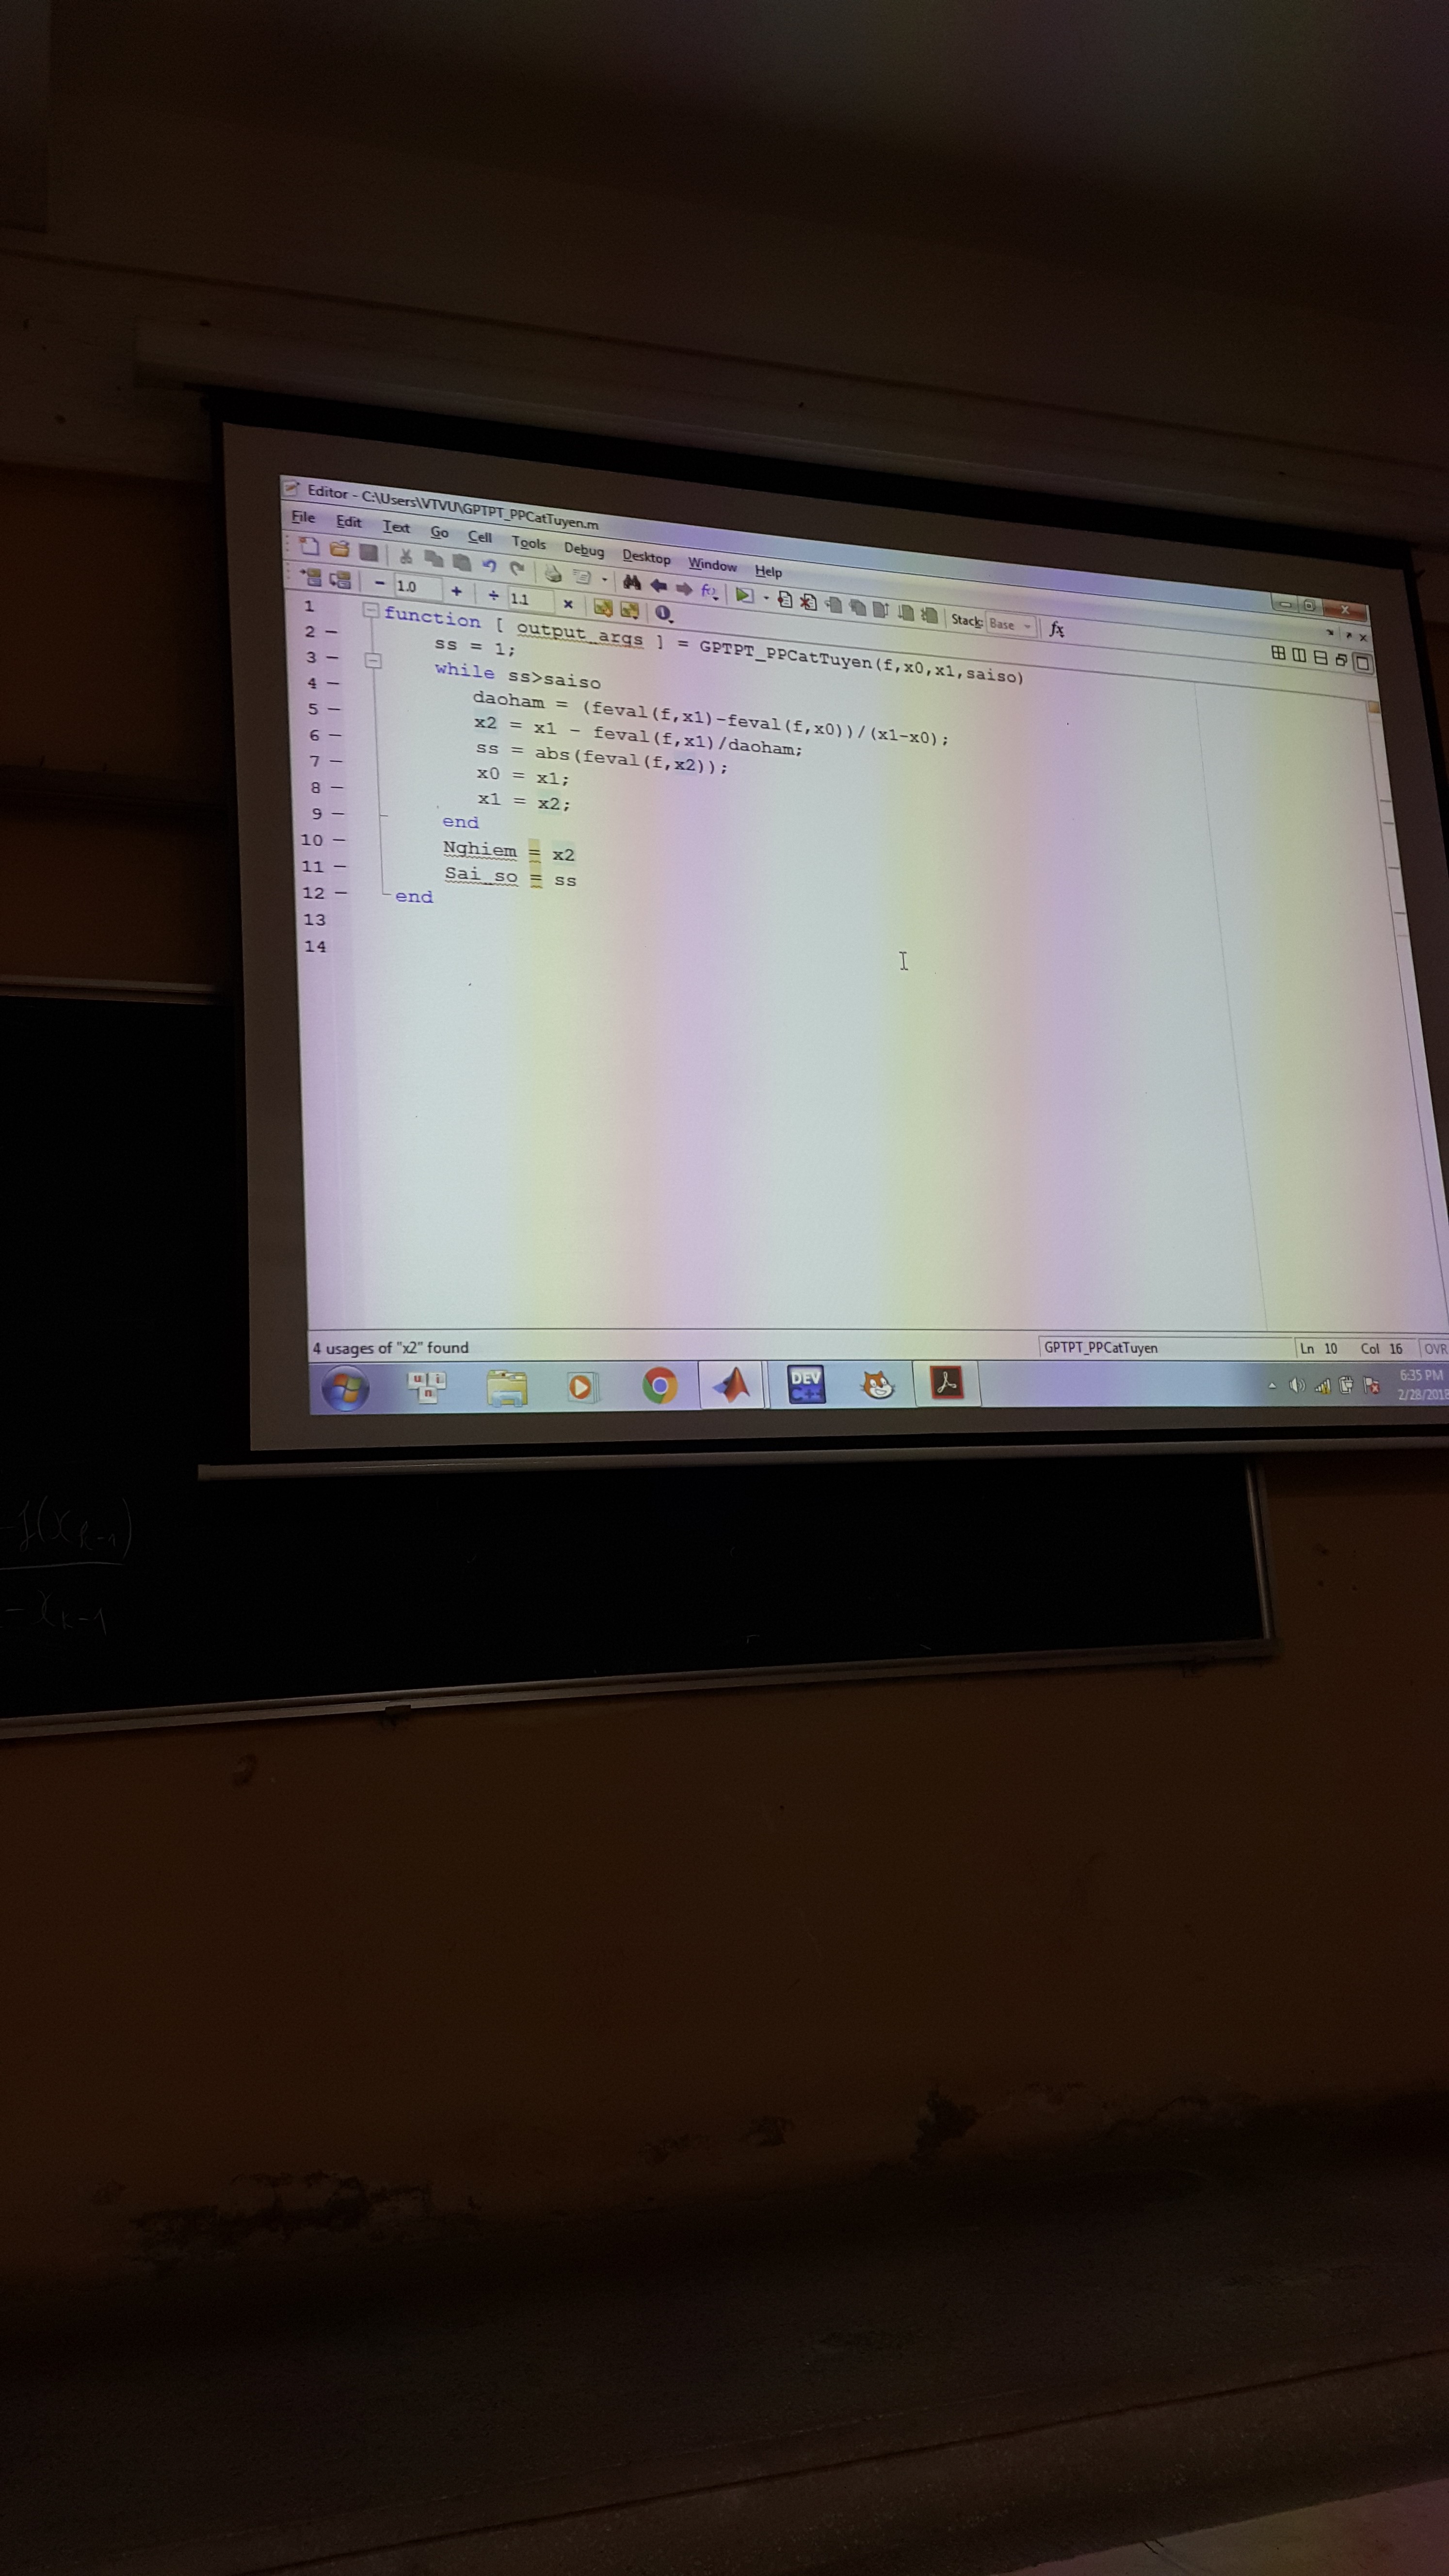 Editor - C:\Users\VTVU\GPTPT_PPCatTuyen.m
File Edit Text Go Cell Tools Debug Desktop Window Help
− 1.0 + ÷ 1.1 × Stack: Base fx
1 function [ output_args ] = GPTPT_PPCatTuyen(f,x0,x1,saiso)
2 — ss = 1;
3 — while ss>saiso
4 — daoham = (feval(f,x1)-feval(f,x0))/(x1-x0);
5 — x2 = x1 - feval(f,x1)/daoham;
6 — ss = abs(feval(f,x2));
7 — x0 = x1;
8 — x1 = x2;
9 — end
10 — Nghiem = x2
11 — Sai_so = ss
12 — end
13
14
4 usages of "x2" found GPTPT_PPCatTuyen Ln 10 Col 16 OVR
u i n DEV C++ 6:35 PM
2/28/2018
-f(x_{k-1})
- x_{k-1}